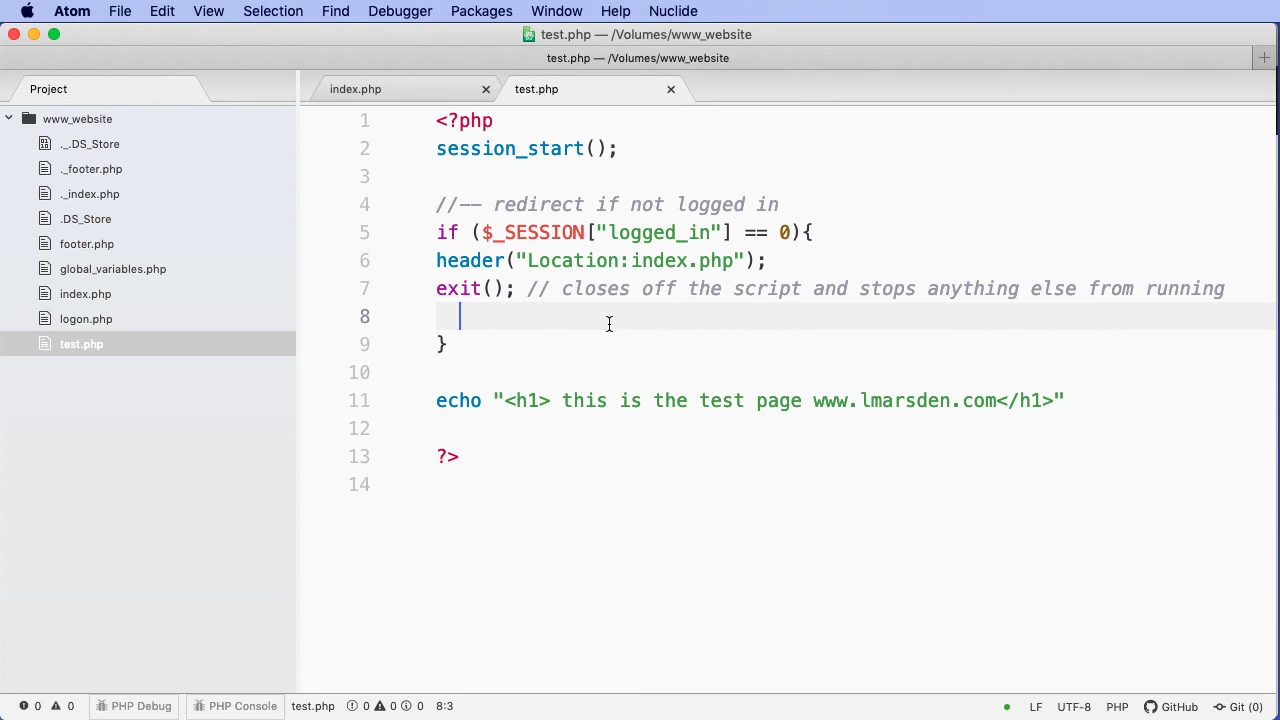 Atom File Edit View Selection Find Debugger Packages Window Help Nuclide
test.php — /Volumes/www_website
test.php — /Volumes/www_website
Project
index.php
test.php
www_website
._.DS_Store
._footer.php
._index.php
.DS_Store
footer.php
global_variables.php
index.php
logon.php
test.php
1 <?php
2 session_start();
3
4 //-- redirect if not logged in
5 if ($_SESSION["logged_in"] == 0){
6 header("Location:index.php");
7 exit(); // closes off the script and stops anything else from running
8
9 }
10
11 echo "<h1> this is the test page www.lmarsden.com</h1>"
12
13 ?>
14
0 0 PHP Debug PHP Console test.php 0 0 0 8:3 LF UTF-8 PHP GitHub Git (0)